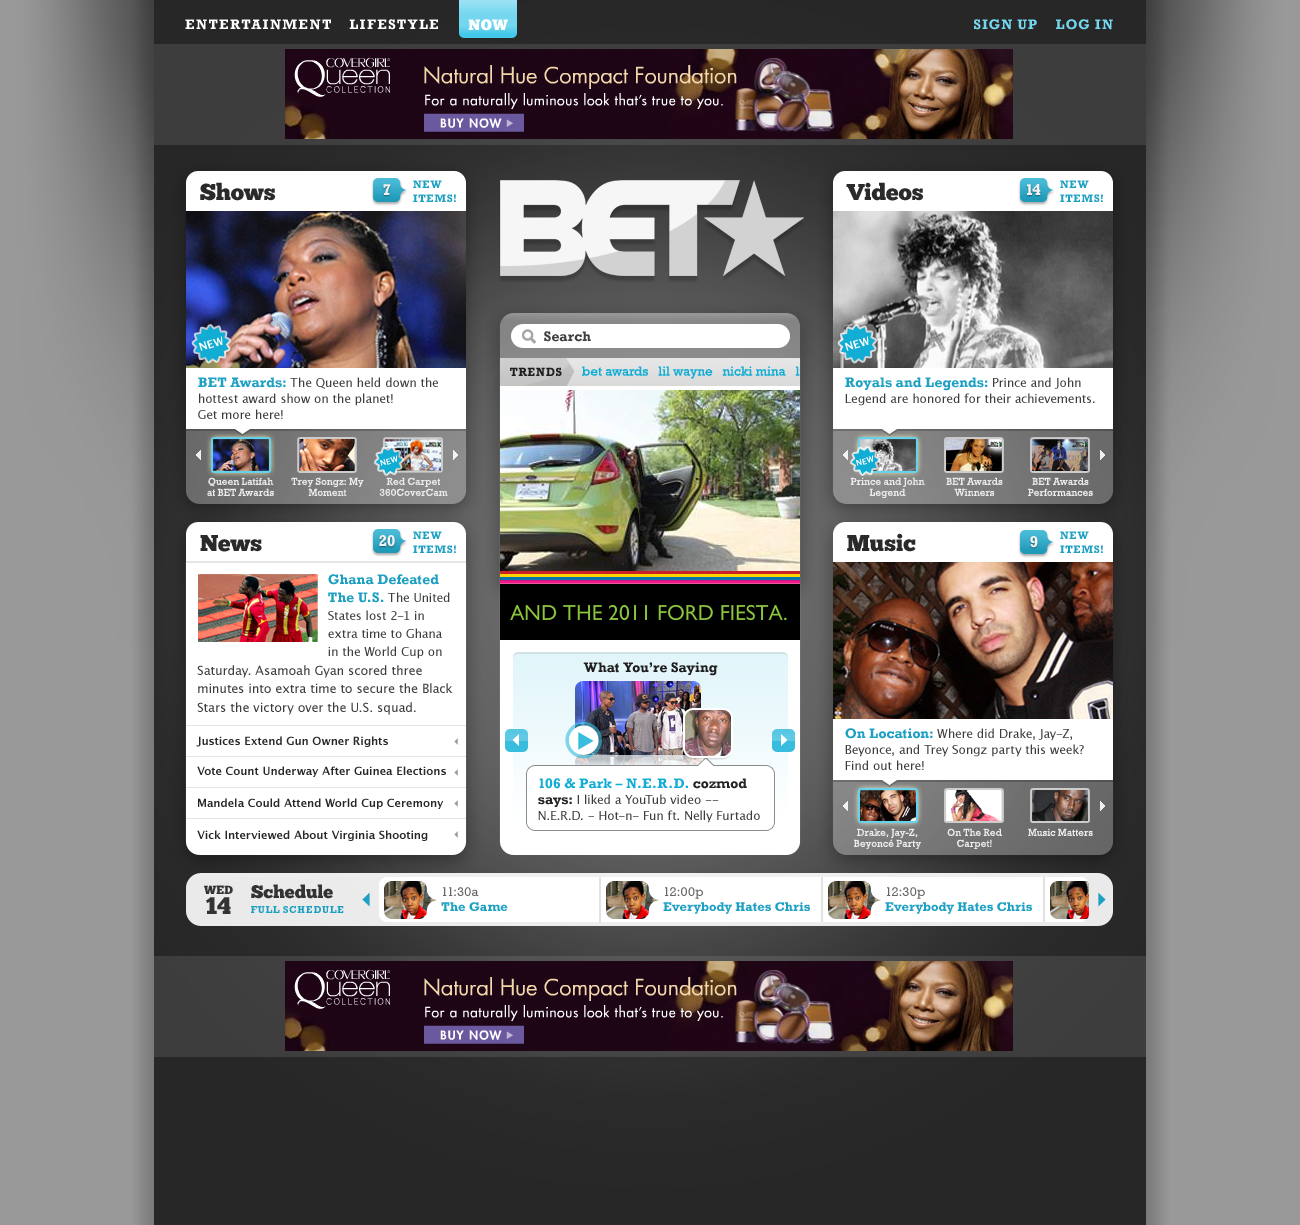 ENTERTAINMENT LIFESTYLE NOW SIGN UP LOG IN
COVERGIRL
Queen
COLLECTION
Natural Hue Compact Foundation
For a naturally luminous look that's true to you.
BUY NOW
Shows
7
NEW
ITEMS!
NEW
BET Awards: The Queen held down the
hottest award show on the planet!
Get more here!
NEW
Queen Latifah
at BET Awards
Trey Songz: My
Moment
Red Carpet
360CoverCam
News
20
NEW
ITEMS!
Ghana Defeated
The U.S. The United
States lost 2–1 in
extra time to Ghana
in the World Cup on
Saturday. Asamoah Gyan scored three
minutes into extra time to secure the Black
Stars the victory over the U.S. squad.
Justices Extend Gun Owner Rights
Vote Count Underway After Guinea Elections
Mandela Could Attend World Cup Ceremony
Vick Interviewed About Virginia Shooting
BET
Search
TRENDS bet awards lil wayne nicki mina l
AND THE 2011 FORD FIESTA.
What You're Saying
106 & Park – N.E.R.D. cozmod
says: I liked a YouTub video --
N.E.R.D. - Hot-n- Fun ft. Nelly Furtado
Videos
14
NEW
ITEMS!
NEW
Royals and Legends: Prince and John
Legend are honored for their achievements.
NEW
Prince and John
Legend
BET Awards
Winners
BET Awards
Performances
Music
9
NEW
ITEMS!
On Location: Where did Drake, Jay-Z,
Beyonce, and Trey Songz party this week?
Find out here!
Drake, Jay-Z,
Beyoncé Party
On The Red
Carpet!
Music Matters
WED
14
Schedule
FULL SCHEDULE
11:30a
The Game
12:00p
Everybody Hates Chris
12:30p
Everybody Hates Chris
COVERGIRL
Queen
COLLECTION
Natural Hue Compact Foundation
For a naturally luminous look that's true to you.
BUY NOW